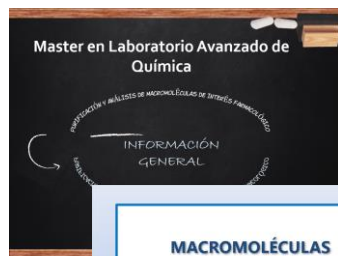 Master en Laboratorio Avanzado de
Química
PURIFICACIÓN Y ANÁLISIS DE MACROMOLÉCULAS DE INTERÉS FARMACOLÓGICO
INFORMACIÓN
GENERAL
MACROMOLÉCULAS